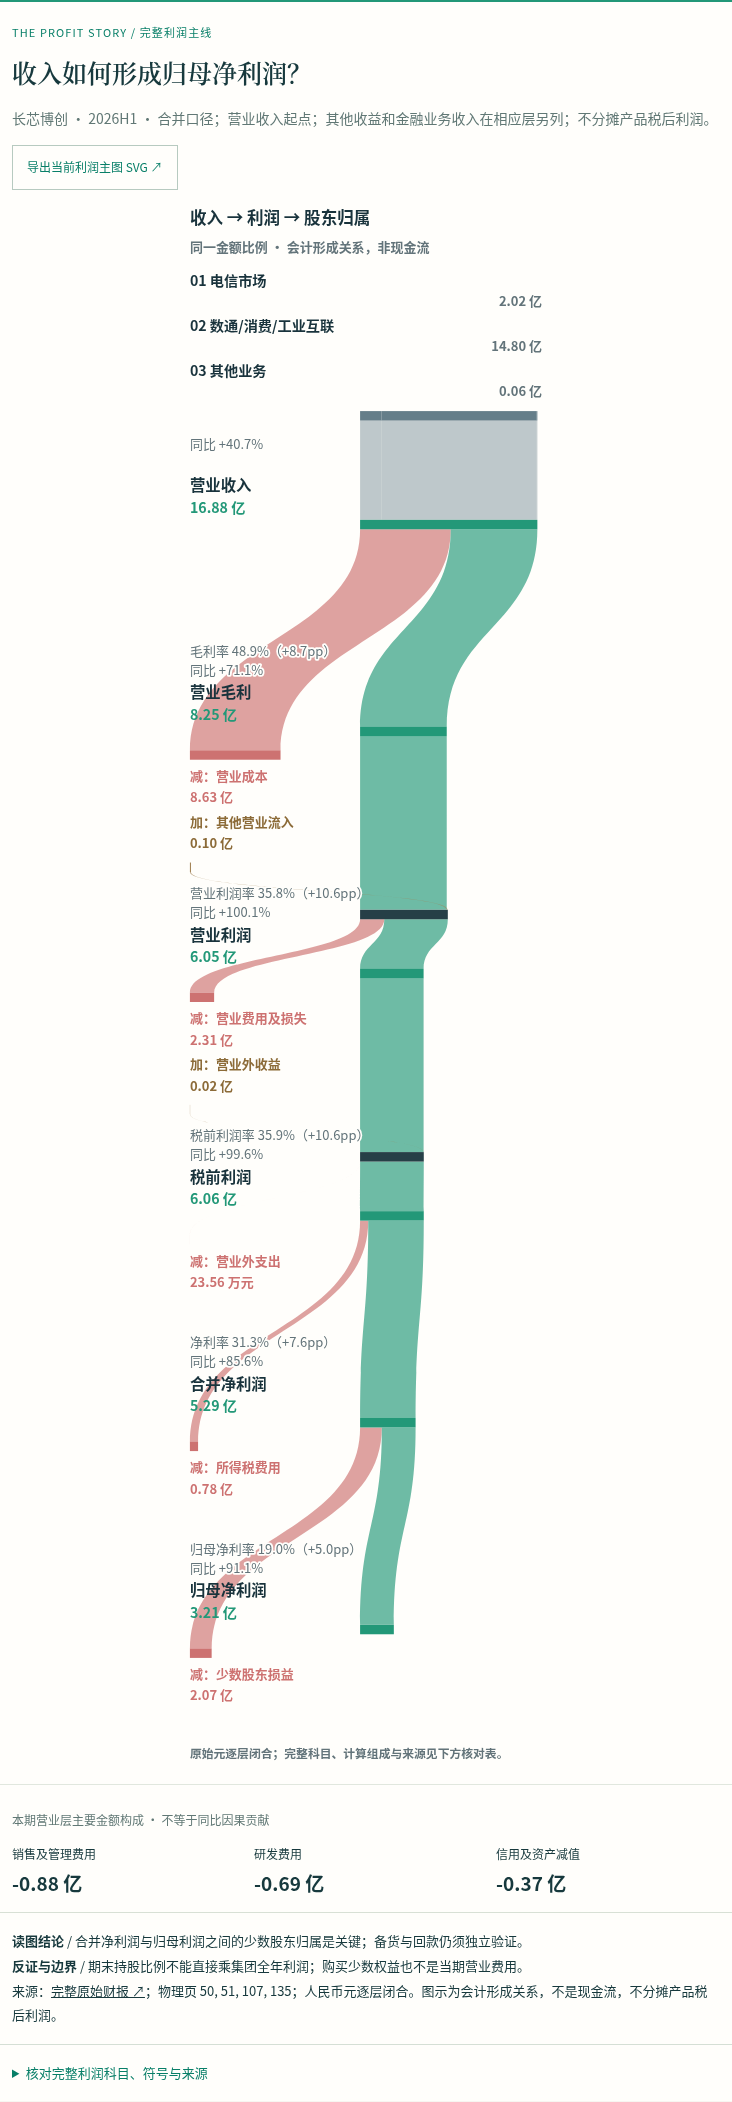 THE PROFIT STORY / 完整利润主线
收入如何形成归母净利润?
长芯博创 · 2026H1 · 合并口径；营业收入起点；其他收益和金融业务收入在相应层另列；不分摊产品税后利润。
导出当前利润主图 SVG ↗
收入 → 利润 → 股东归属
同一金额比例 · 会计形成关系，非现金流
01 电信市场
2.02 亿
02 数通/消费/工业互联
14.80 亿
03 其他业务
0.06 亿
同比 +40.7%
营业收入
16.88 亿
毛利率 48.9%（+8.7pp）
同比 +71.1%
营业毛利
8.25 亿
减：营业成本
8.63 亿
加：其他营业流入
0.10 亿
营业利润率 35.8%（+10.6pp）
同比 +100.1%
营业利润
6.05 亿
减：营业费用及损失
2.31 亿
加：营业外收益
0.02 亿
税前利润率 35.9%（+10.6pp）
同比 +99.6%
税前利润
6.06 亿
减：营业外支出
23.56 万元
净利率 31.3%（+7.6pp）
同比 +85.6%
合并净利润
5.29 亿
减：所得税费用
0.78 亿
归母净利率 19.0%（+5.0pp）
同比 +91.1%
归母净利润
3.21 亿
减：少数股东损益
2.07 亿
原始元逐层闭合；完整科目、计算组成与来源见下方核对表。
本期营业层主要金额构成 · 不等于同比因果贡献
销售及管理费用 研发费用 信用及资产减值
-0.88 亿 -0.69 亿 -0.37 亿
读图结论 / 合并净利润与归母利润之间的少数股东归属是关键；备货与回款仍须独立验证。
反证与边界 / 期末持股比例不能直接乘集团全年利润；购买少数权益也不是当期营业费用。
来源：完整原始财报 ↗；物理页 50, 51, 107, 135；人民币元逐层闭合。图示为会计形成关系，不是现金流，不分摊产品税
后利润。
▶ 核对完整利润科目、符号与来源